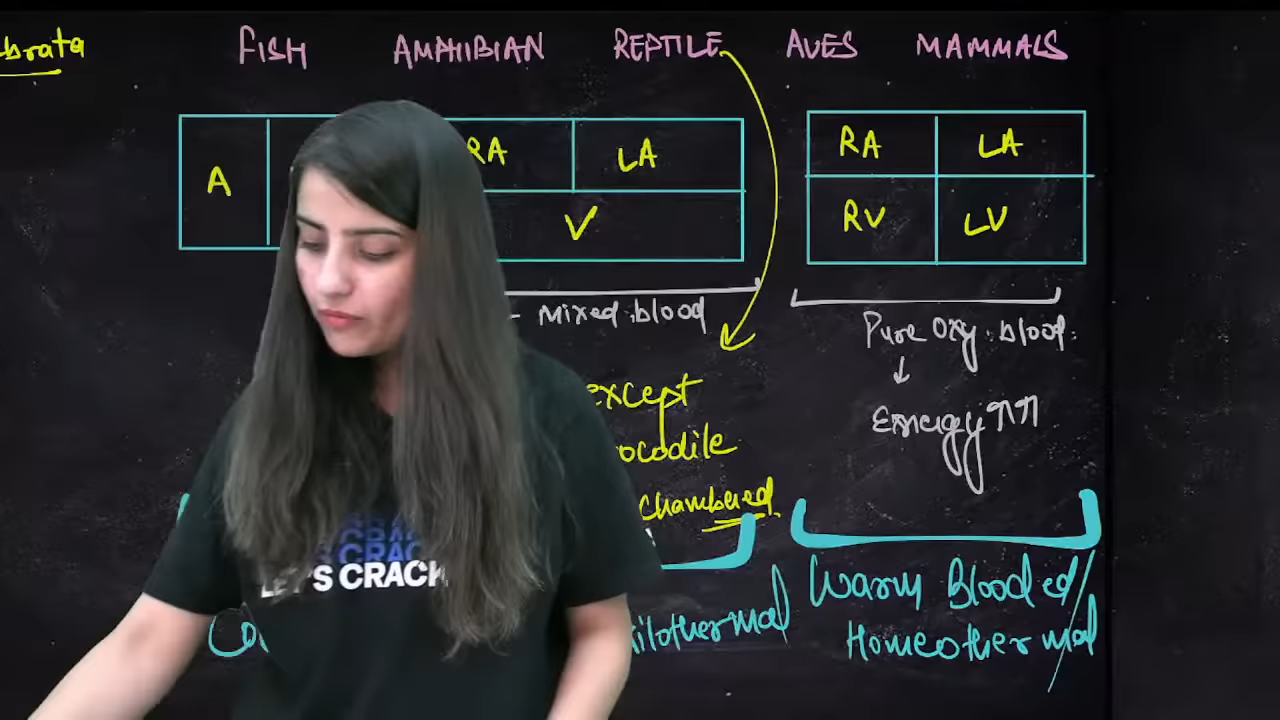 brata
FISH AMPHIBIAN REPTILE AVES MAMMALS
A RA LA RA LA
V RV LV
- Mixed blood
Pure oxy. blood.
except
ocodile
Energy ↑↑
chambered
LET'S CRACK
Warm Blooded/
ilothermal
Homeothermal